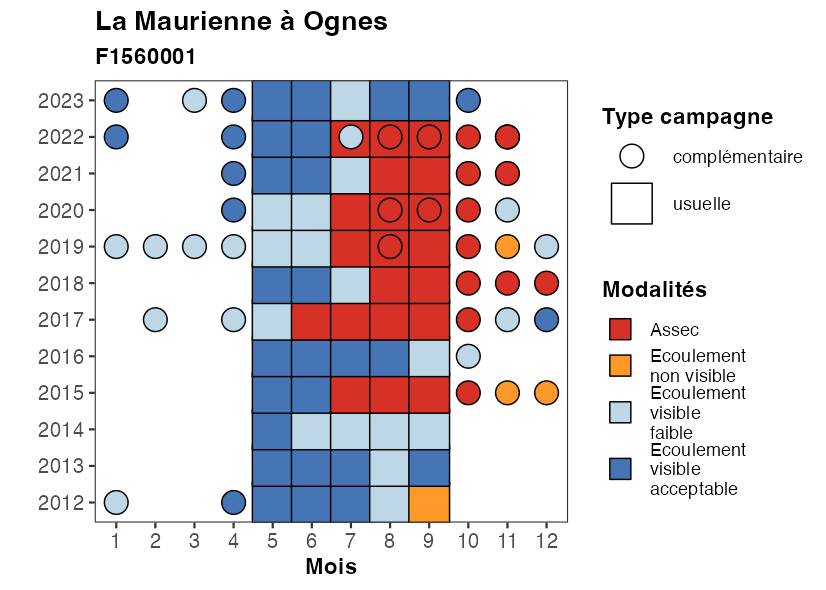 La Maurienne à Ognes
F1560001
2023
2022
2021
2020
2019
2018
2017
2016
2015
2014
2013
2012
1 2 3 4 5 6 7 8 9 10 11 12
Mois
Type campagne
complémentaire
usuelle
Modalités
Assec
Ecoulement
non visible
Ecoulement
visible
faible
Ecoulement
visible
acceptable